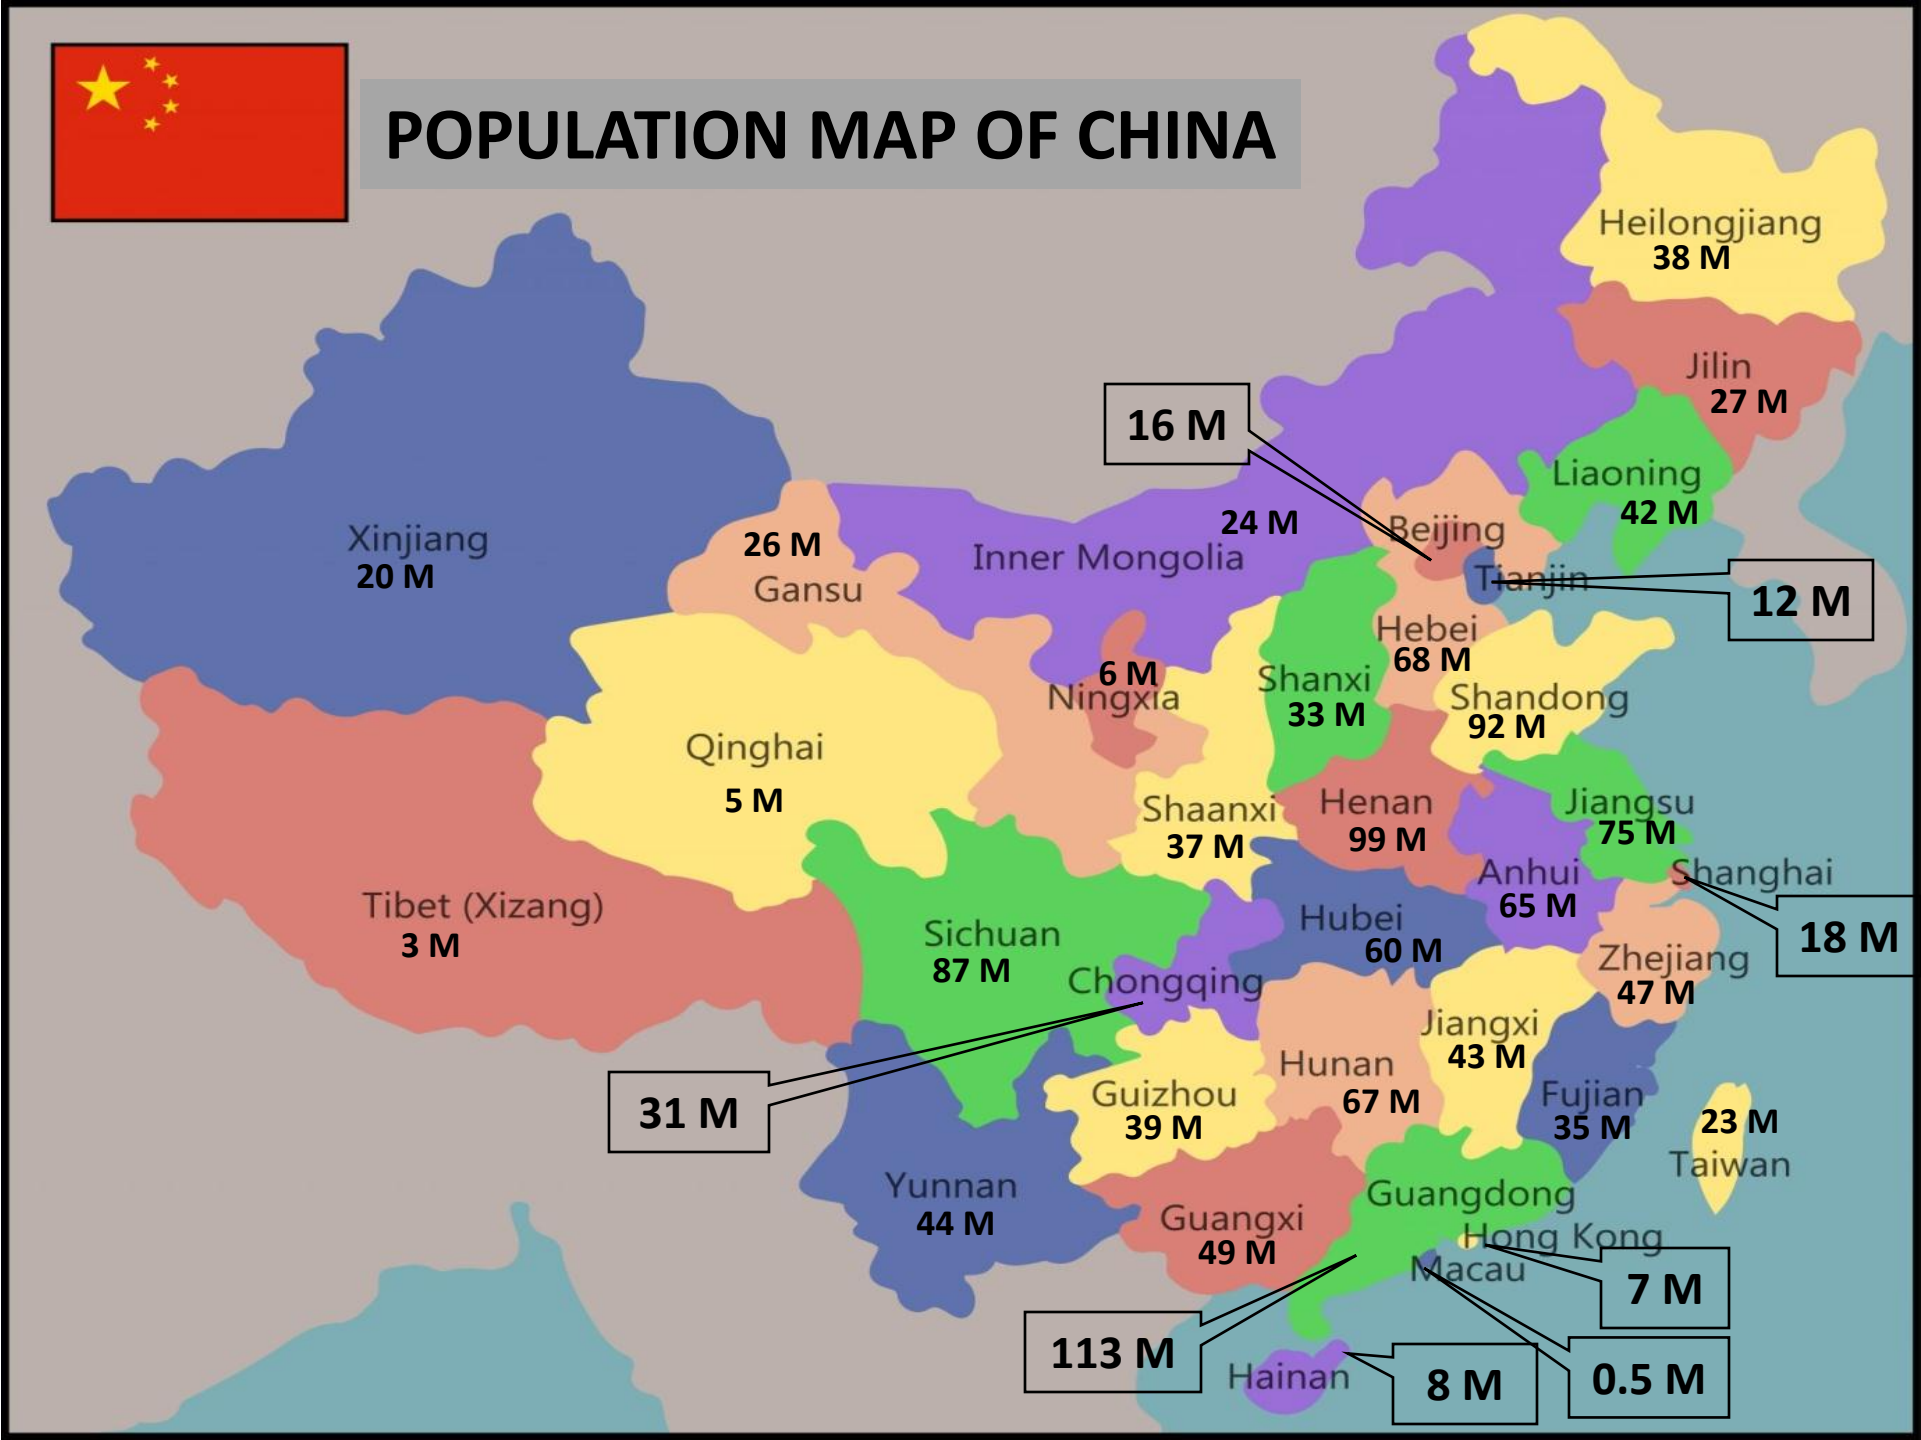 POPULATION MAP OF CHINA
Heilongjiang
38 M
Jilin
27 M
16 M
Liaoning
42 M
24 M
Inner Mongolia
Beijing
Tianjin
12 M
Xinjiang
20 M
26 M
Gansu
Hebei
68 M
6 M
Ningxia
Shanxi
33 M
Shandong
92 M
Qinghai
5 M
Shaanxi
37 M
Henan
99 M
Jiangsu
75 M
Anhui
65 M
Shanghai
18 M
Tibet (Xizang)
3 M
Sichuan
87 M
Hubei
60 M
Chongqing
31 M
Zhejiang
47 M
Jiangxi
43 M
Hunan
67 M
Guizhou
39 M
Fujian
35 M
23 M
Taiwan
Yunnan
44 M
Guangxi
49 M
Guangdong
Hong Kong
Macau
7 M
113 M
Hainan
8 M
0.5 M